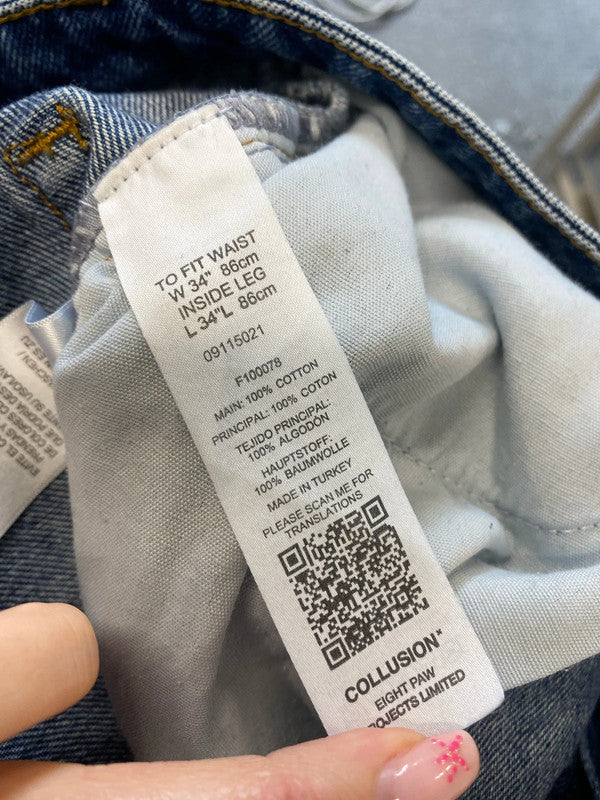 TO FIT WAIST
W 34" 86cm
INSIDE LEG
L 34"L 86cm
09115021
F100078
MAIN: 100% COTTON
PRINCIPAL: 100% COTON
TEJIDO PRINCIPAL:
100% ALGODÓN
HAUPTSTOFF:
100% BAUMWOLLE
MADE IN TURKEY
PLEASE SCAN ME FOR
TRANSLATIONS
COLLUSION"
EIGHT PAW
PROJECTS LIMITED